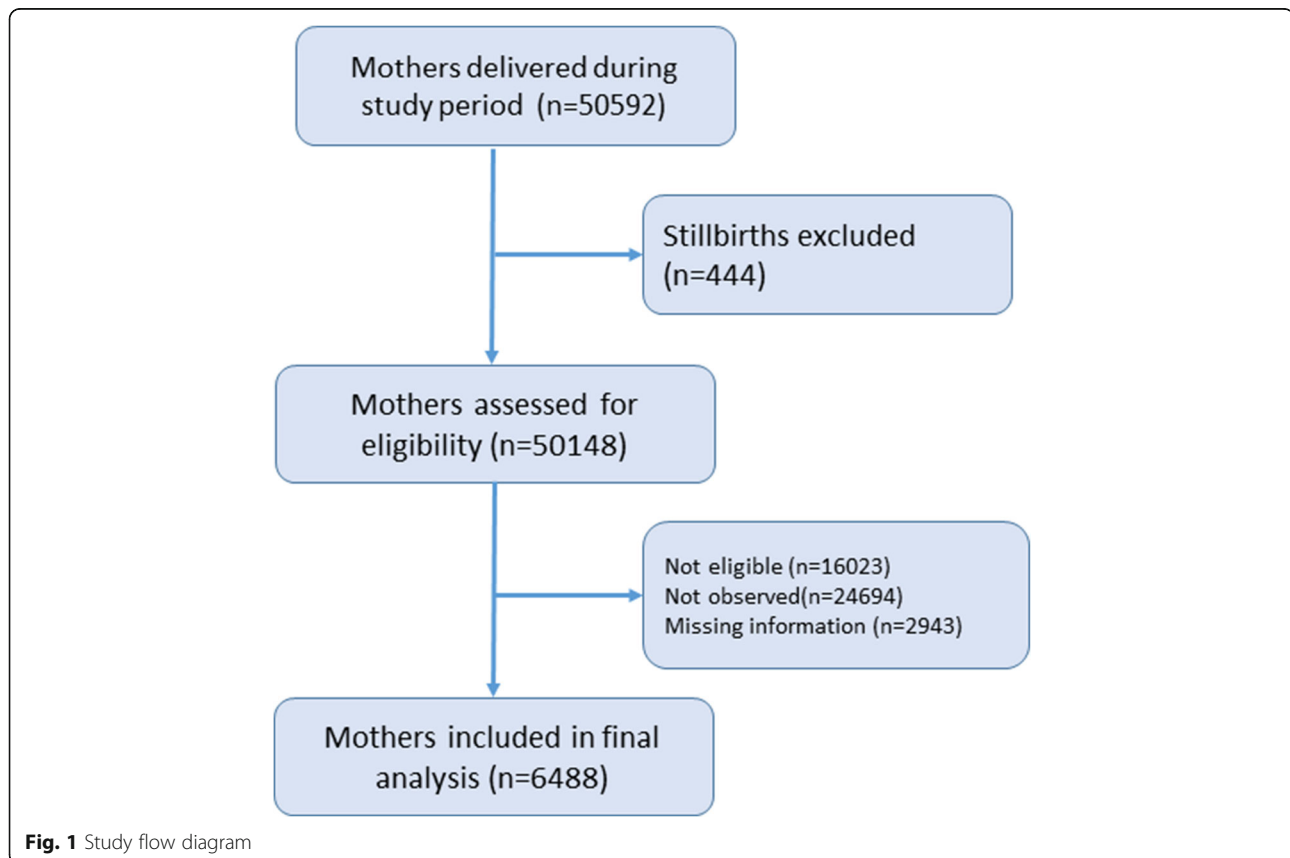 Mothers delivered during
study period (n=50592)
Stillbirths excluded
(n=444)
Mothers assessed for
eligibility (n=50148)
Not eligible (n=16023)
Not observed(n=24694)
Missing information (n=2943)
Mothers included in final
analysis (n=6488)
Fig. 1 Study flow diagram